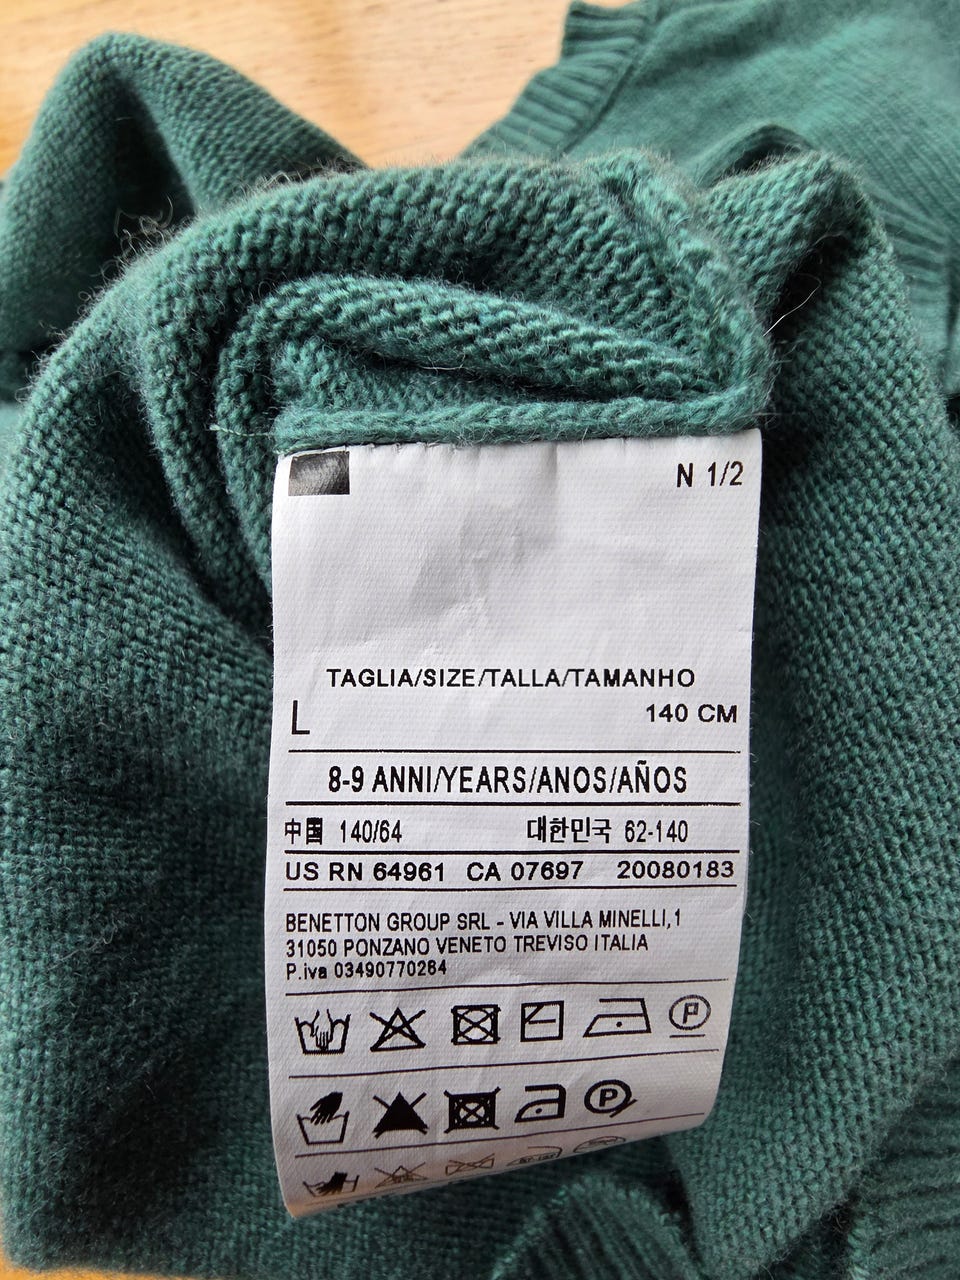 N 1/2
TAGLIA/SIZE/TALLA/TAMANHO
L 140 CM
8-9 ANNI/YEARS/ANOS/AÑOS
中国 140/64 대한민국 62-140
US RN 64961 CA 07697 20080183
BENETTON GROUP SRL - VIA VILLA MINELLI,1
31050 PONZANO VENETO TREVISO ITALIA
P.iva 03490770264
P
P